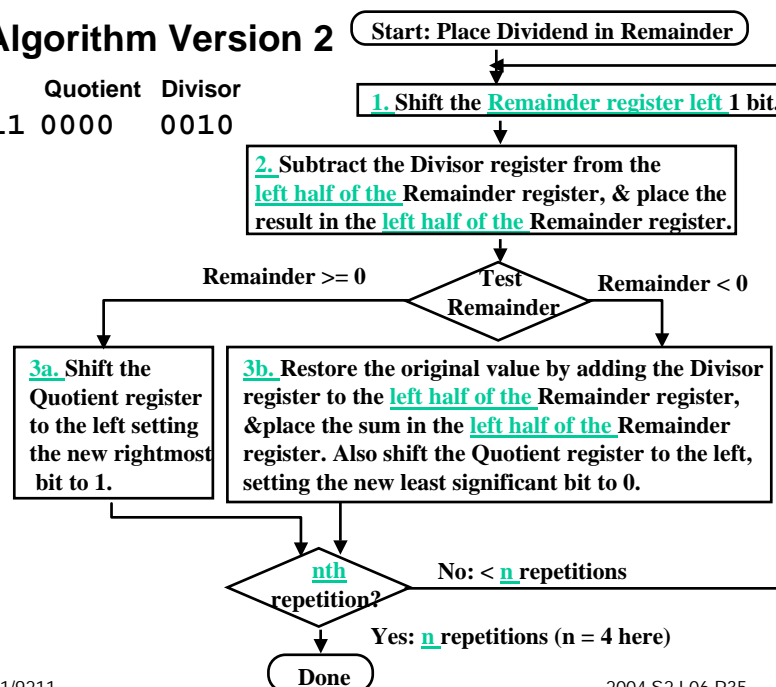 Algorithm Version 2
Start: Place Dividend in Remainder
Quotient Divisor
11 0000 0010
1. Shift the Remainder register left 1 bit.
2. Subtract the Divisor register from the
left half of the Remainder register, & place the
result in the left half of the Remainder register.
Remainder >= 0
Test
Remainder
Remainder < 0
3a. Shift the
Quotient register
to the left setting
the new rightmost
bit to 1.
3b. Restore the original value by adding the Divisor
register to the left half of the Remainder register,
&place the sum in the left half of the Remainder
register. Also shift the Quotient register to the left,
setting the new least significant bit to 0.
nth
repetition?
No: < n repetitions
Yes: n repetitions (n = 4 here)
Done